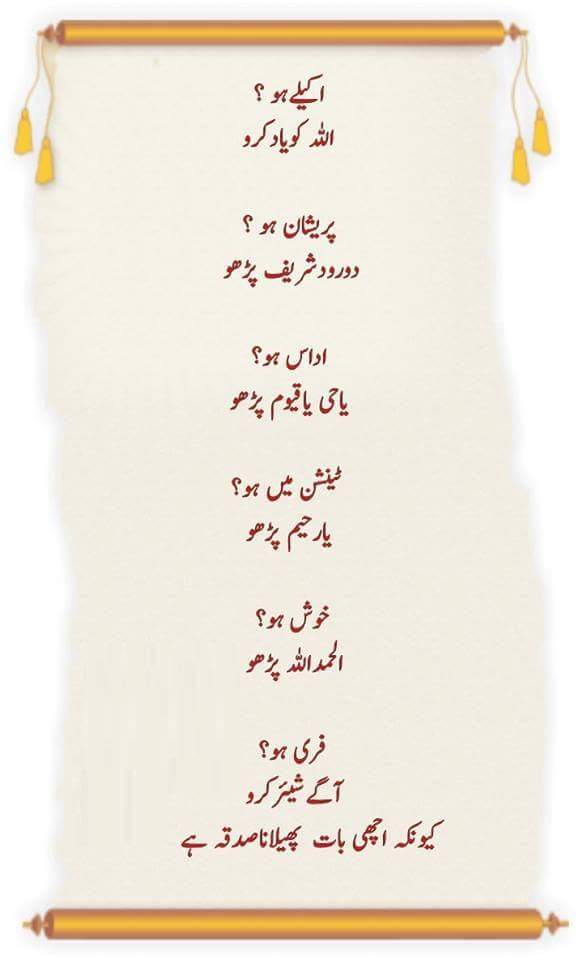 اکیلے ہو ؟
اللہ کو یاد کرو
پریشان ہو ؟
دورود شریف پڑھو
اداس ہو؟
یاحی یاقیوم پڑھو
ٹینشن میں ہو؟
یارحیم پڑھو
خوش ہو؟
الحمداللہ پڑھو
فری ہو؟
آگے شیئر کرو
کیونکہ اچھی بات پھیلانا صدقہ ہے